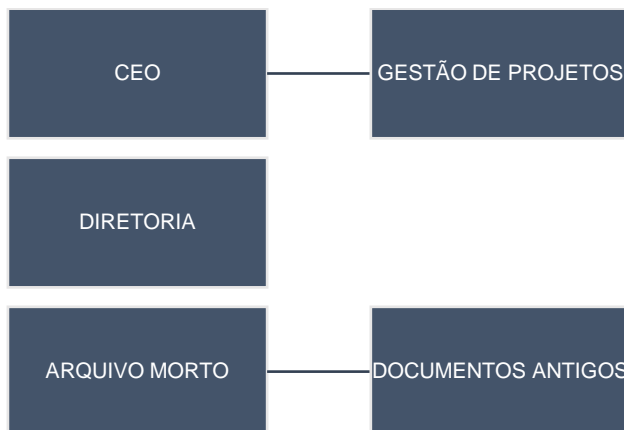 CEO
GESTÃO DE PROJETOS
DIRETORIA
ARQUIVO MORTO
DOCUMENTOS ANTIGOS